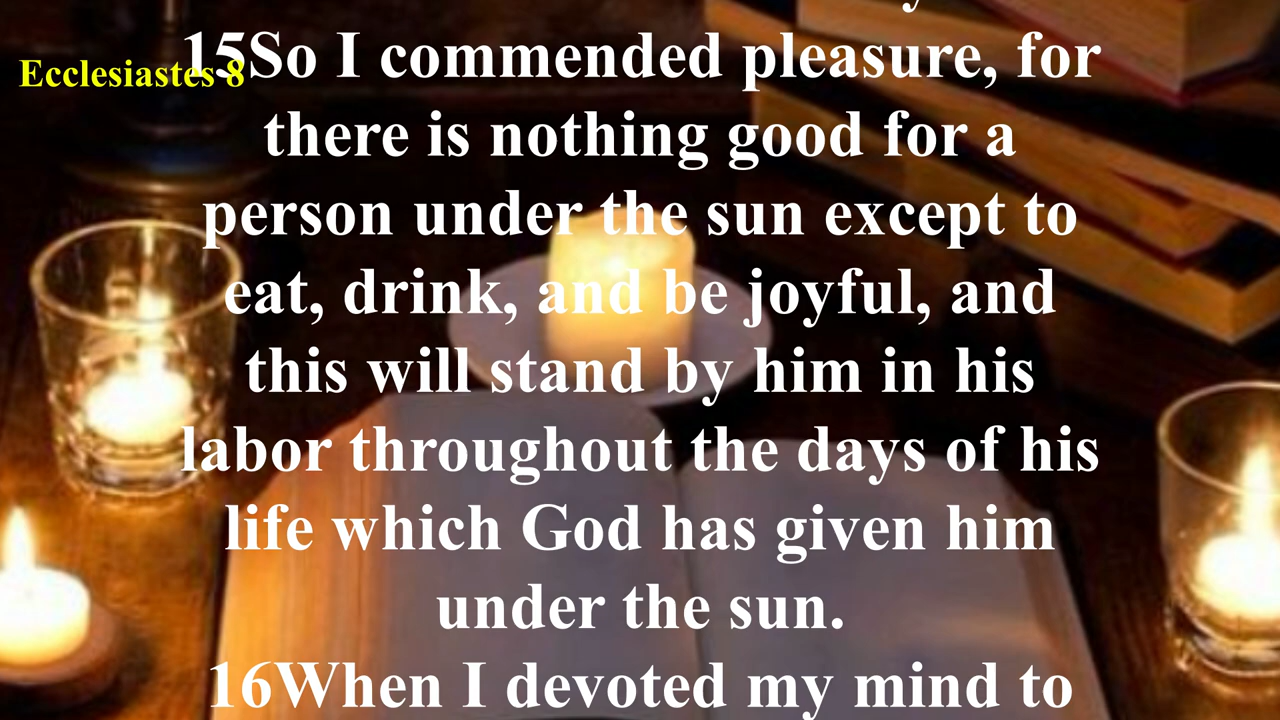 Ecclesiastes 8
15So I commended pleasure, for
there is nothing good for a
person under the sun except to
eat, drink, and be joyful, and
this will stand by him in his
labor throughout the days of his
life which God has given him
under the sun.
16When I devoted my mind to